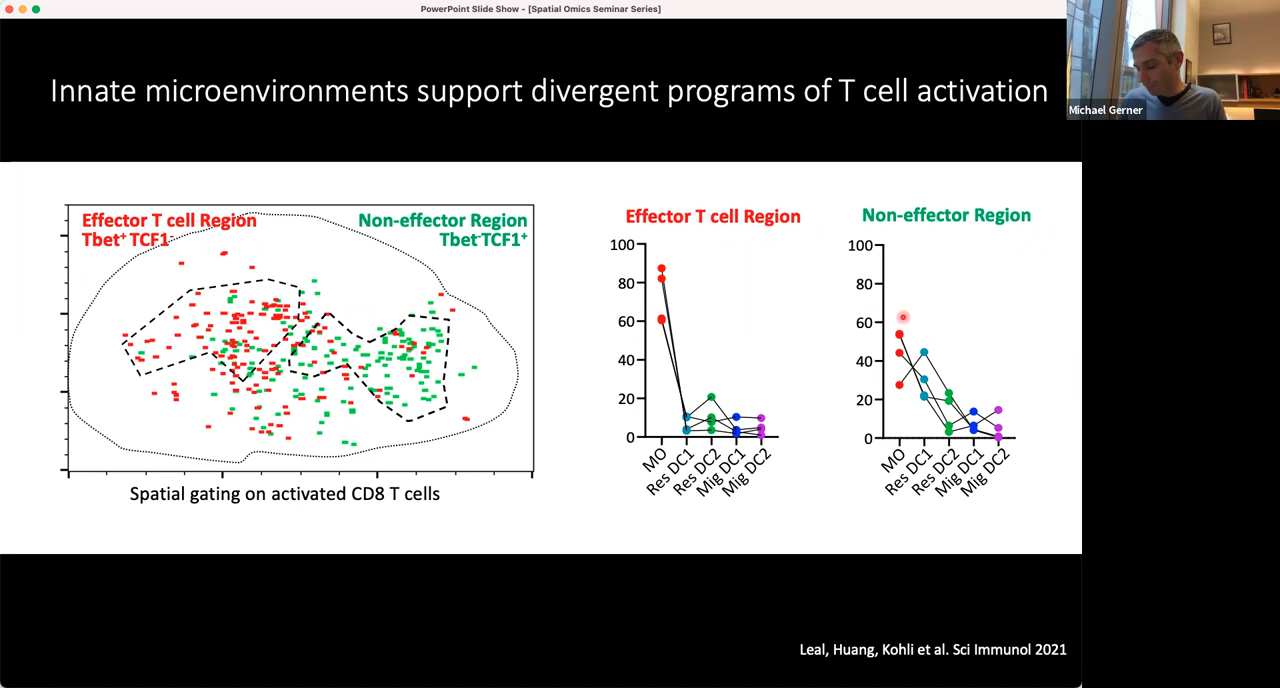 PowerPoint Slide Show - [Spatial Omics Seminar Series]
Michael Gerner
Innate microenvironments support divergent programs of T cell activation
Effector T cell Region
Tbet⁺ TCF1⁻
Non-effector Region
Tbet⁻TCF1⁺
Spatial gating on activated CD8 T cells
Effector T cell Region
100
80
60
40
20
0
MO
Res DC1
Res DC2
Mig DC1
Mig DC2
Non-effector Region
100
80
60
40
20
0
MO
Res DC1
Res DC2
Mig DC1
Mig DC2
Leal, Huang, Kohli et al. Sci Immunol 2021